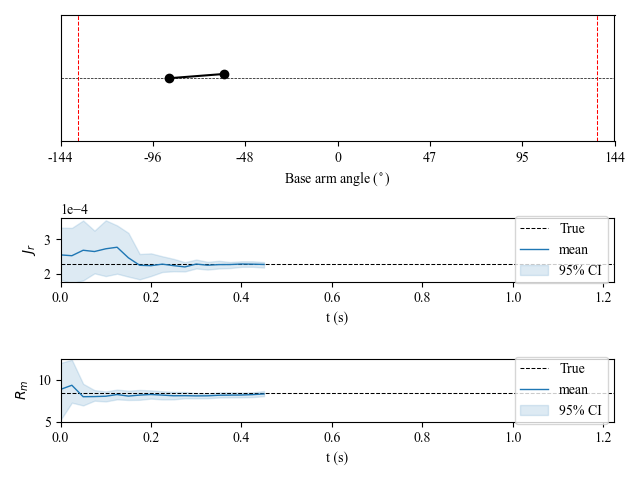 -144 -96 -48 0 47 95 144
Base arm angle (°)
1e−4
J_r
3
2
True
mean
95% CI
0.0 0.2 0.4 0.6 0.8 1.0 1.2
t (s)
R_m
10
5
True
mean
95% CI
0.0 0.2 0.4 0.6 0.8 1.0 1.2
t (s)